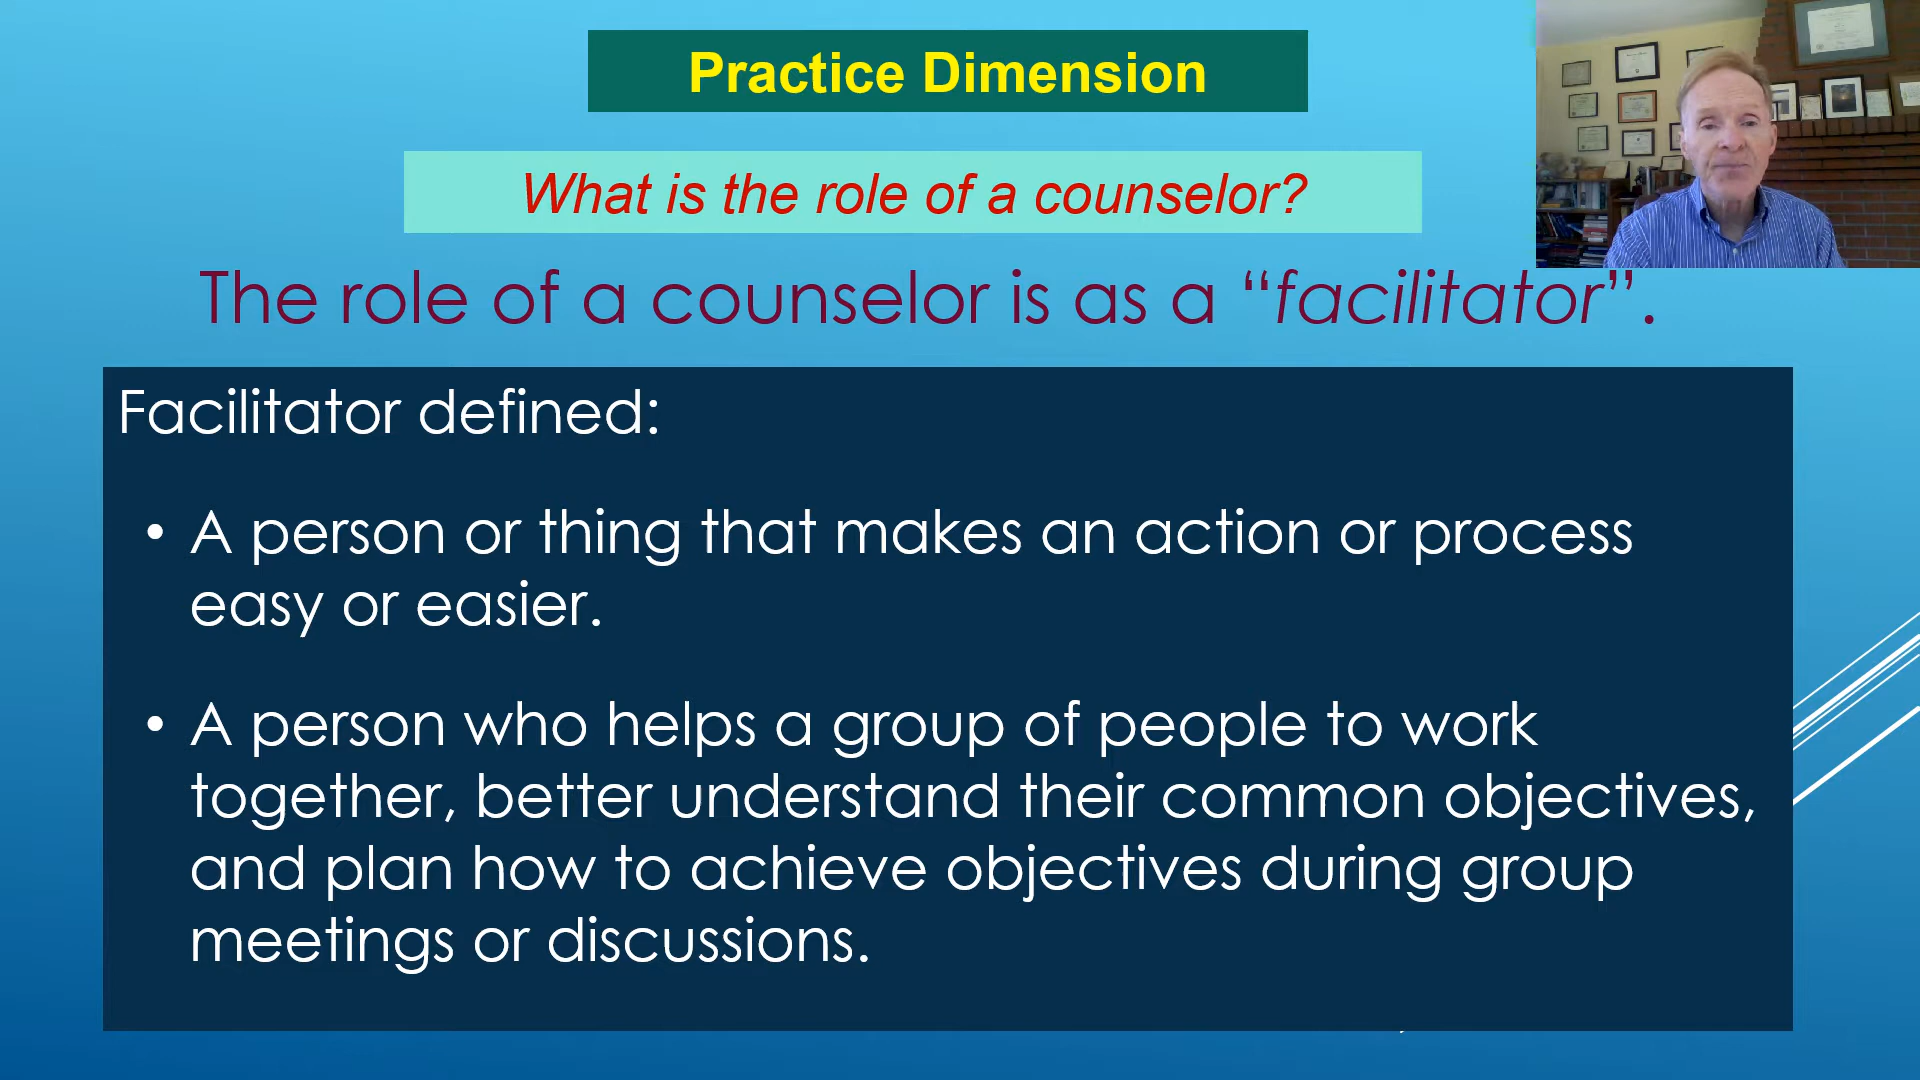 Practice Dimension
What is the role of a counselor?
The role of a counselor is as a “facilitator”.
Facilitator defined:
• A person or thing that makes an action or process
easy or easier.
• A person who helps a group of people to work
together, better understand their common objectives,
and plan how to achieve objectives during group
meetings or discussions.